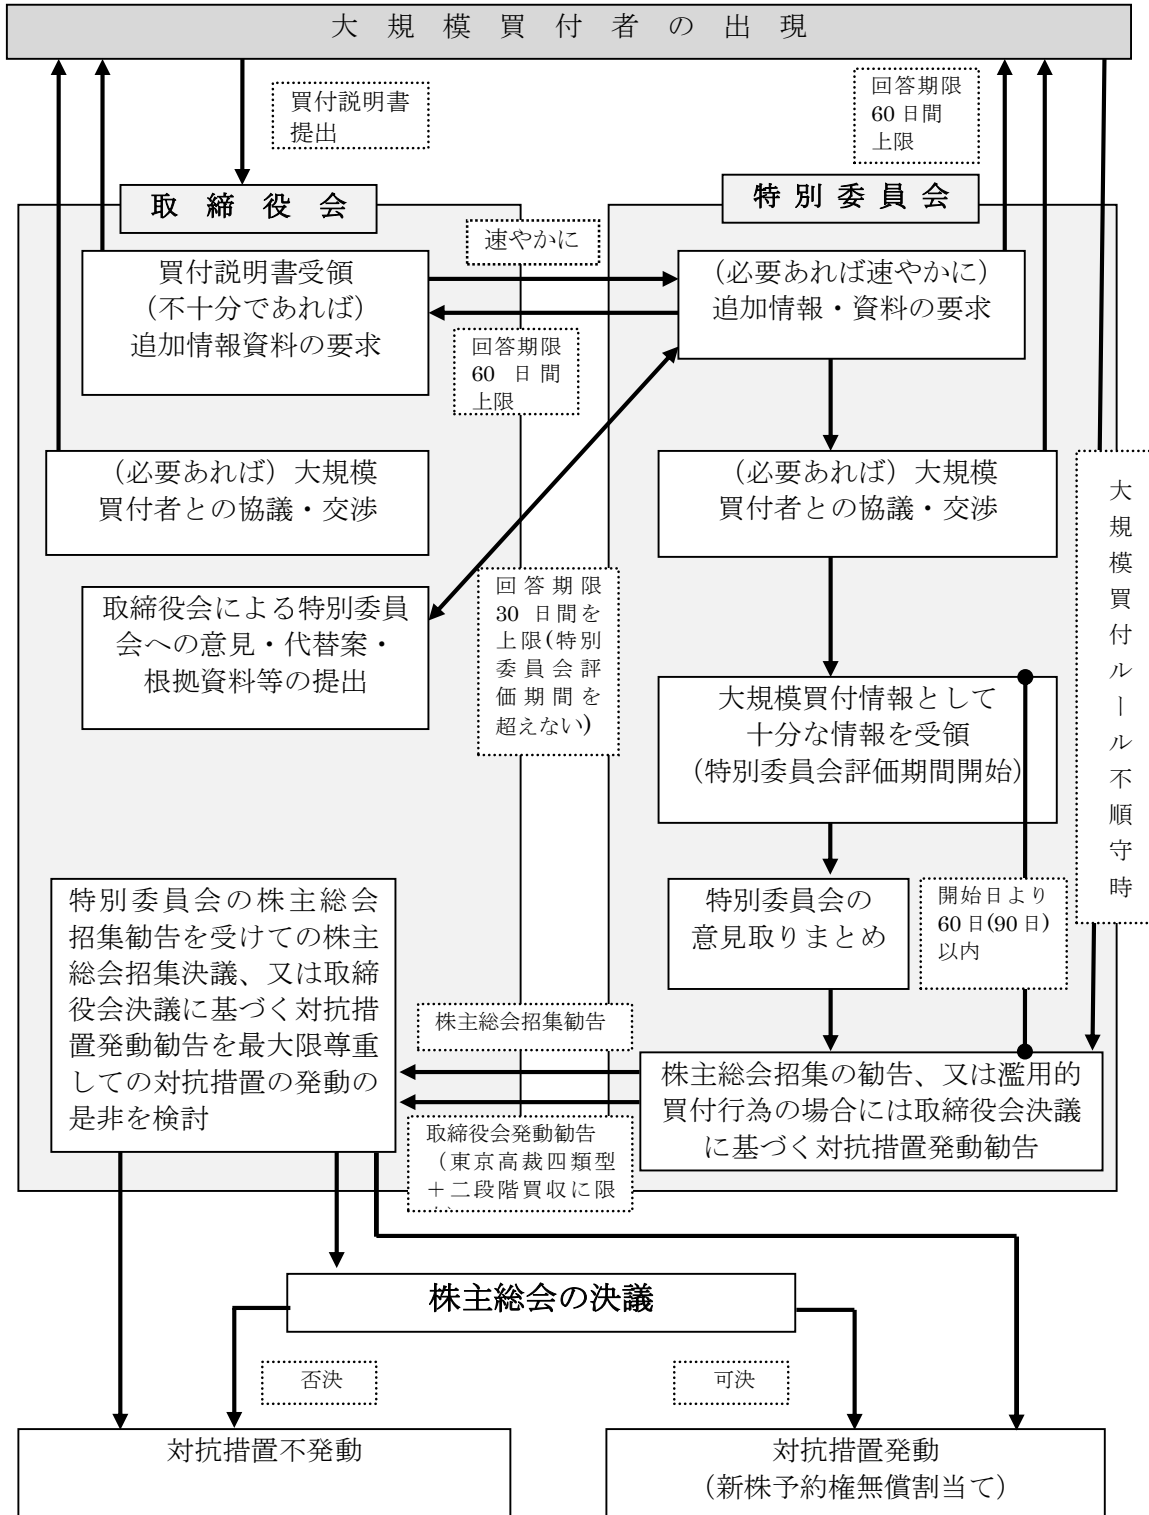 大規模買付者の出現
買付説明書
提出
回答期限
60日間
上限
取締役会
特別委員会
速やかに
買付説明書受領
(不十分であれば)
追加情報資料の要求
(必要あれば速やかに)
追加情報・資料の要求
回答期限
60日間
上限
(必要あれば)大規模
買付者との協議・交渉
(必要あれば)大規模
買付者との協議・交渉
大規模買付ルール不順守時
取締役会による特別委員
会への意見・代替案・
根拠資料等の提出
回答期限
30日間を
上限(特別
委員会評
価期間を
超えない)
大規模買付情報として
十分な情報を受領
(特別委員会評価期間開始)
特別委員会の
意見取りまとめ
開始日より
60日(90日)
以内
特別委員会の株主総会
招集勧告を受けての株主
総会招集決議、又は取締
役会決議に基づく対抗措
置発動勧告を最大限尊重
しての対抗措置の発動の
是非を検討
株主総会招集勧告
株主総会招集の勧告、又は濫用的
買付行為の場合には取締役会決議
に基づく対抗措置発動勧告
取締役会発動勧告
(東京高裁四類型
+二段階買収に限
株主総会の決議
否決
可決
対抗措置不発動
対抗措置発動
(新株予約権無償割当て)